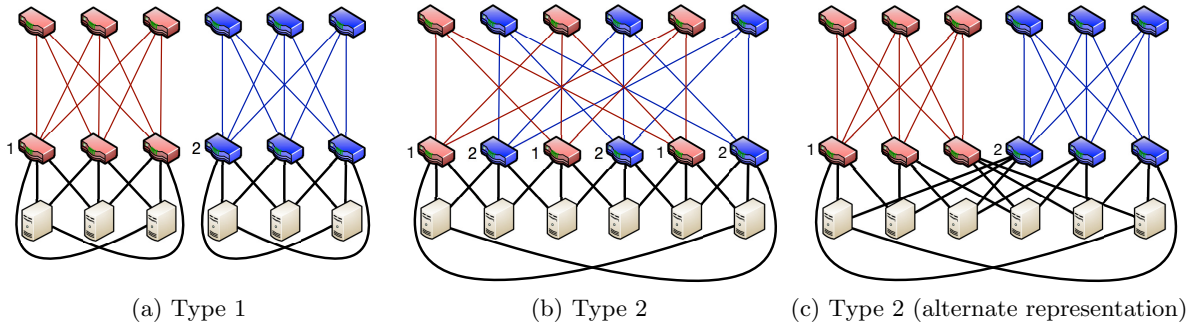 1 2
1 2 1 2 1 2
1 2
(a) Type 1
(b) Type 2
(c) Type 2 (alternate representation)